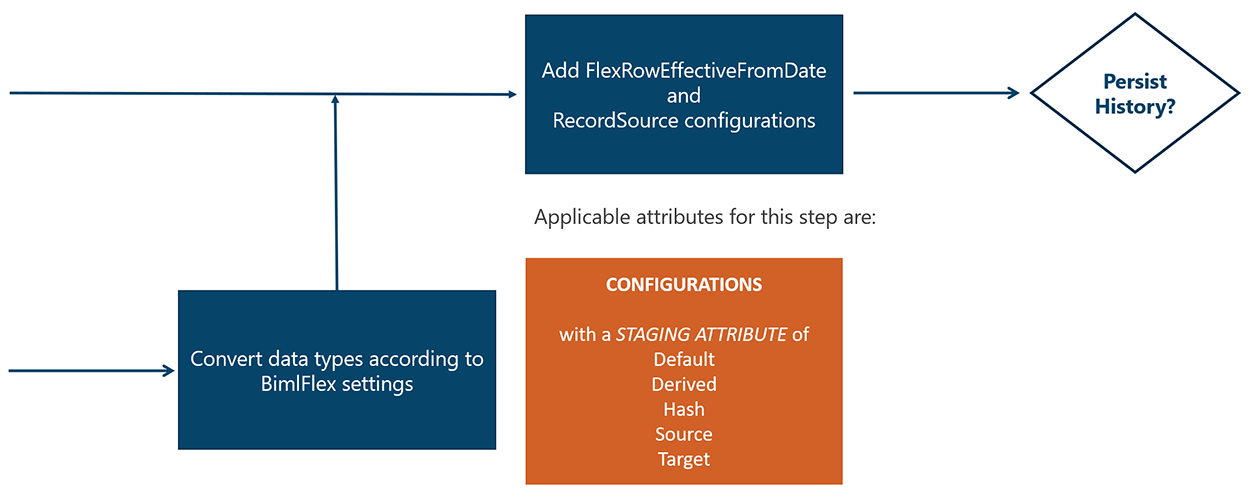 Add FlexRowEffectiveFromDate
and
RecordSource configurations
Persist
History?
Applicable attributes for this step are:
Convert data types according to
BimlFlex settings
CONFIGURATIONS
with a STAGING ATTRIBUTE of
Default
Derived
Hash
Source
Target